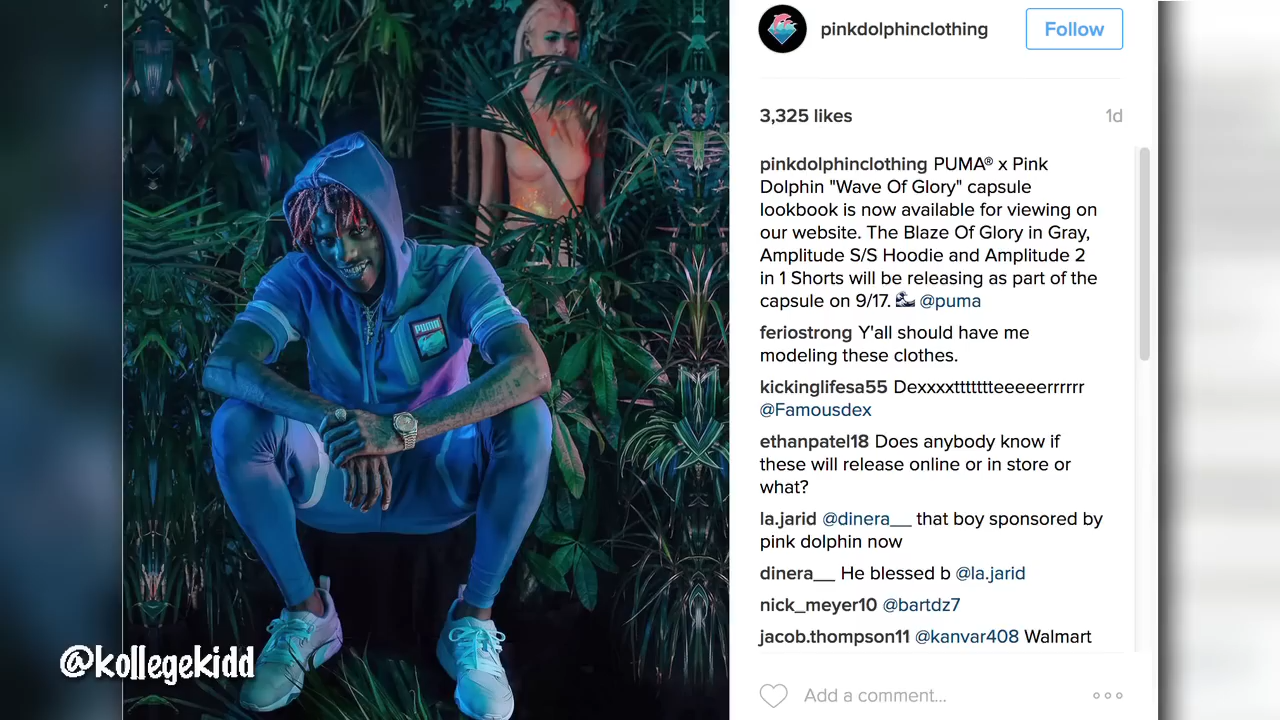 pinkdolphinclothing
Follow
3,325 likes
1d
pinkdolphinclothing PUMA® x Pink
Dolphin "Wave Of Glory" capsule
lookbook is now available for viewing on
our website. The Blaze Of Glory in Gray,
Amplitude S/S Hoodie and Amplitude 2
in 1 Shorts will be releasing as part of the
capsule on 9/17. 🌊 @puma
feriostrong Y'all should have me
modeling these clothes.
kickinglifesa55 Dexxxxtttttttteeeeerrrrrr
@Famousdex
ethanpatel18 Does anybody know if
these will release online or in store or
what?
la.jarid @dinera__ that boy sponsored by
pink dolphin now
dinera__ He blessed b @la.jarid
nick_meyer10 @bartdz7
jacob.thompson11 @kanvar408 Walmart
Add a comment...
PUMA
@kollegekidd